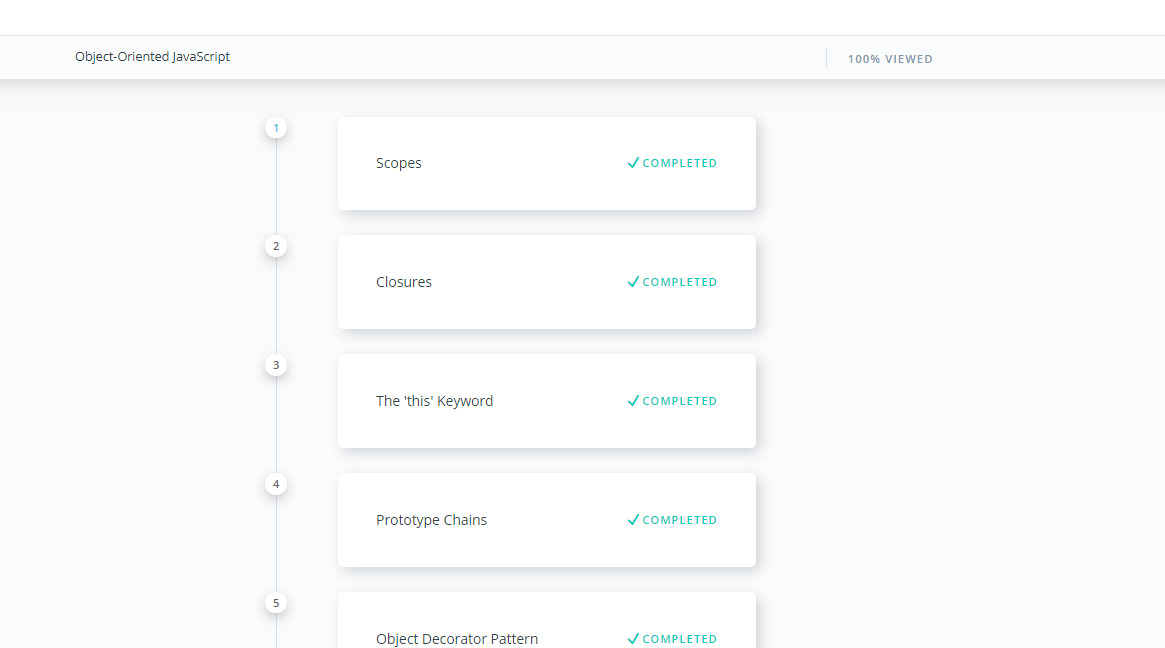 Object-Oriented JavaScript
100% VIEWED
1
Scopes
COMPLETED
2
Closures
COMPLETED
3
The 'this' Keyword
COMPLETED
4
Prototype Chains
COMPLETED
5
Object Decorator Pattern
COMPLETED